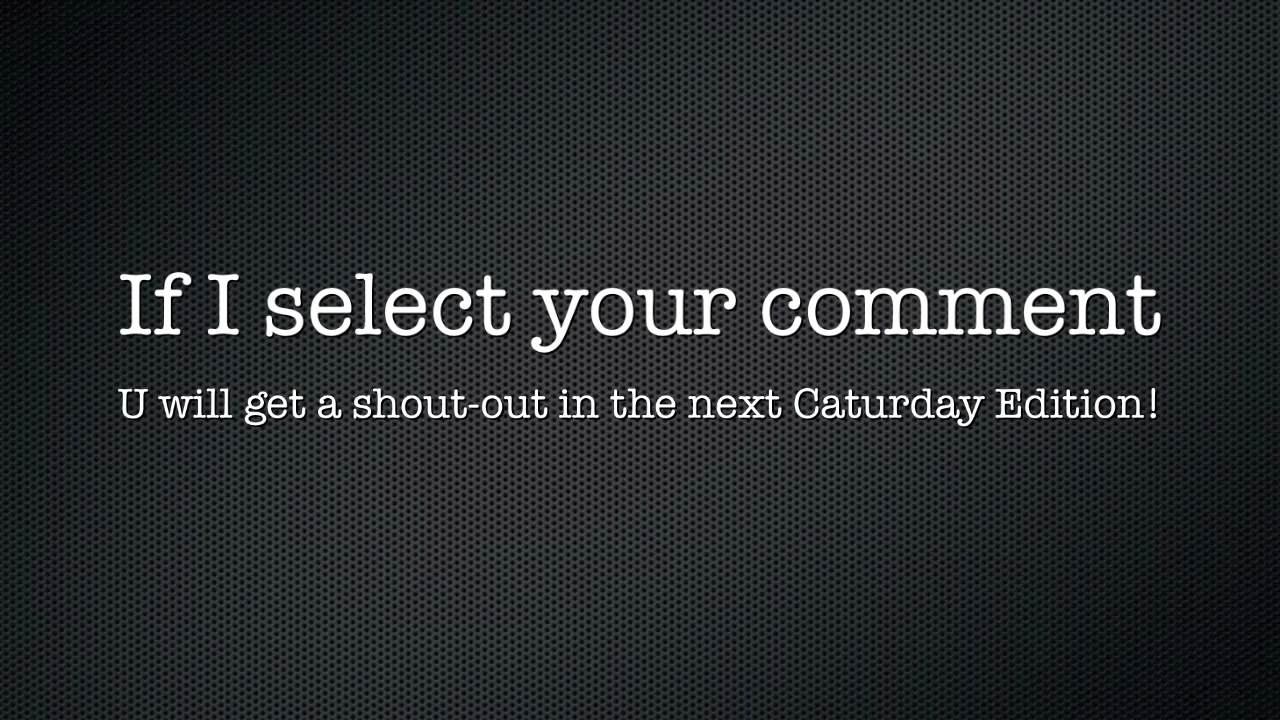 If I select your comment
U will get a shout-out in the next Caturday Edition!